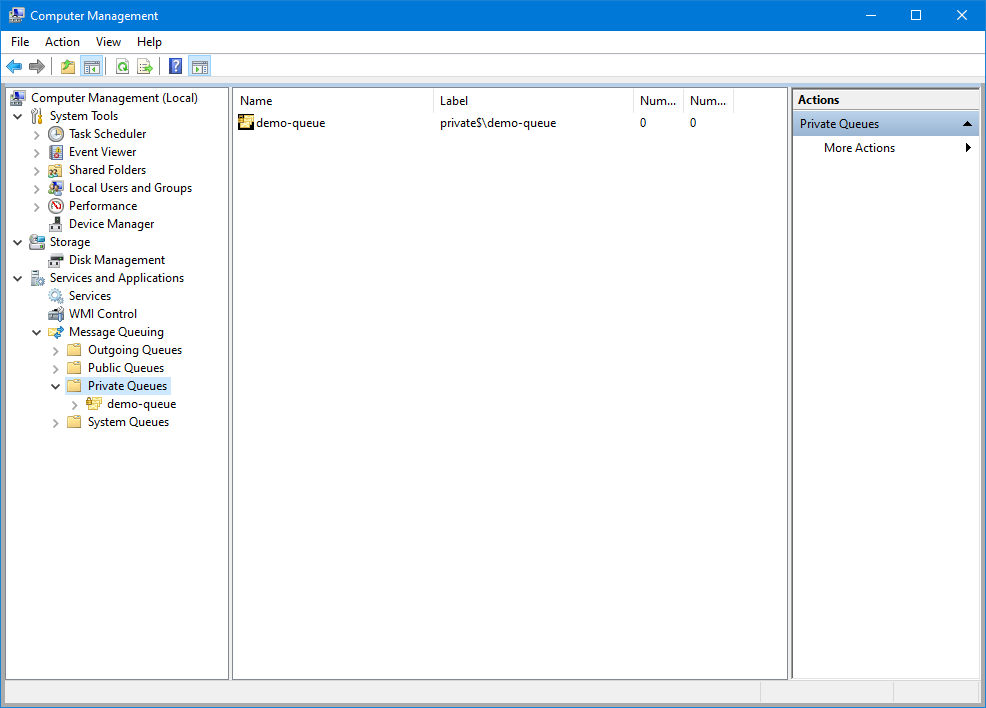 Computer Management
File Action View Help
Computer Management (Local)
System Tools
Task Scheduler
Event Viewer
Shared Folders
Local Users and Groups
Performance
Device Manager
Storage
Disk Management
Services and Applications
Services
WMI Control
Message Queuing
Outgoing Queues
Public Queues
Private Queues
demo-queue
System Queues
Name Label Num... Num...
demo-queue private$\demo-queue 0 0
Actions
Private Queues
More Actions